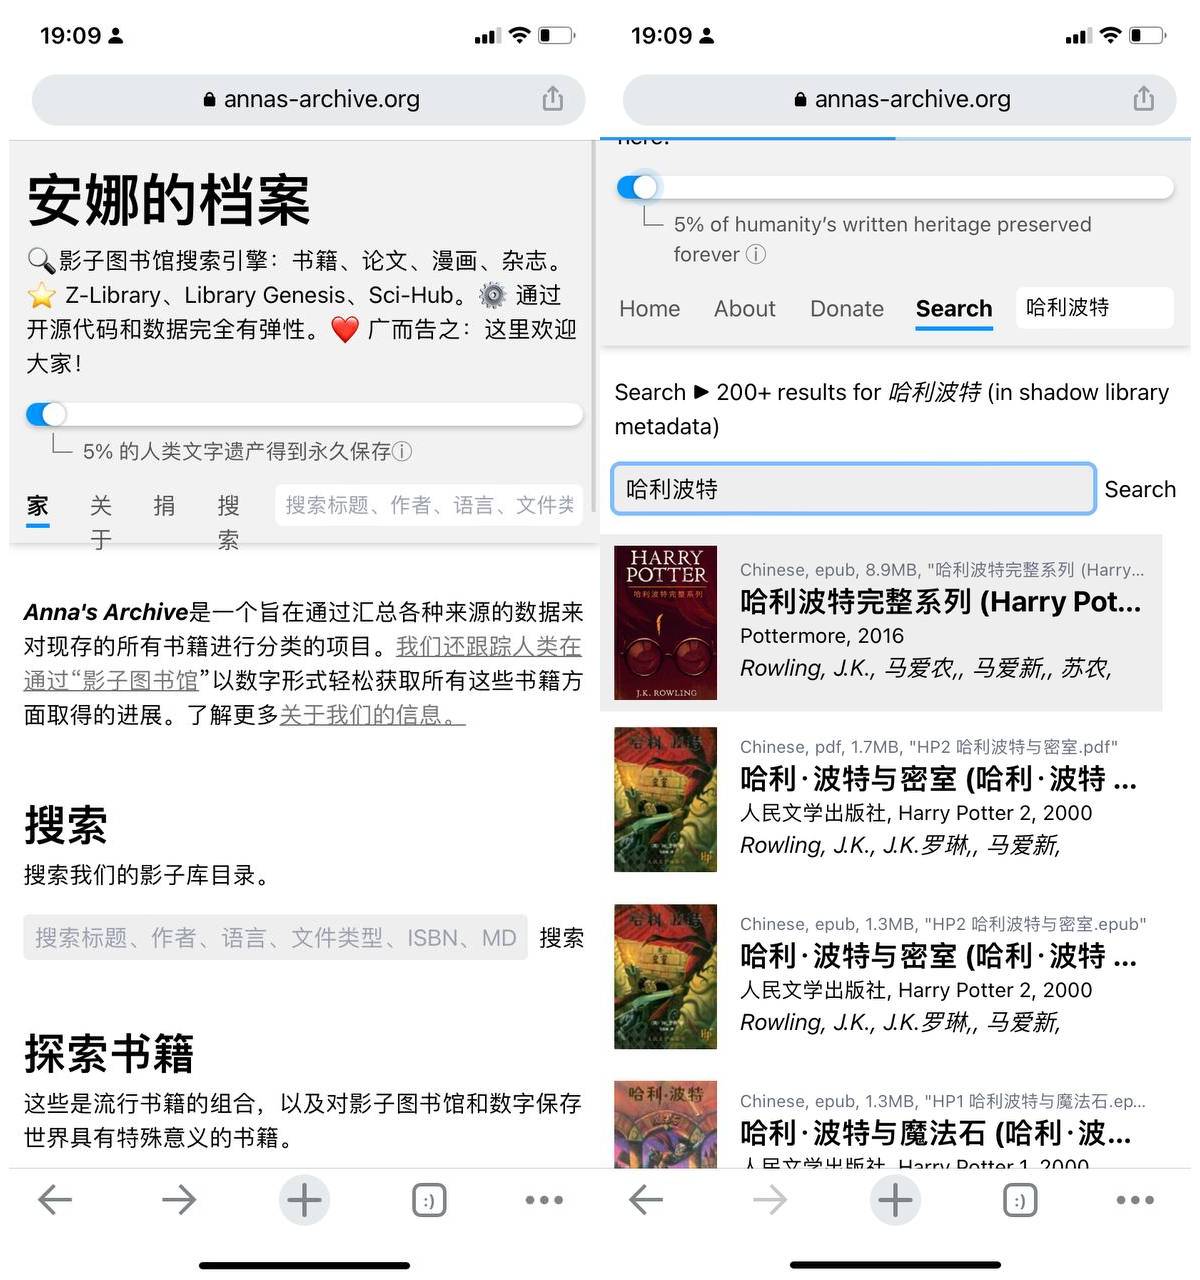 19:09
annas-archive.org
安娜的档案
🔍影子图书馆搜索引擎：书籍、论文、漫画、杂志。
⭐ Z-Library、Library Genesis、Sci-Hub。⚙️ 通过
开源代码和数据完全有弹性。❤️ 广而告之：这里欢迎
大家！
5% 的人类文字遗产得到永久保存ⓘ
家 关于 捐 搜索 搜索标题、作者、语言、文件类
Anna's Archive是一个旨在通过汇总各种来源的数据来
对现存的所有书籍进行分类的项目。我们还跟踪人类在
通过“影子图书馆”以数字形式轻松获取所有这些书籍方
面取得的进展。了解更多关于我们的信息。
搜索
搜索我们的影子库目录。
搜索标题、作者、语言、文件类型、ISBN、MD 搜索
探索书籍
这些是流行书籍的组合，以及对影子图书馆和数字保存
世界具有特殊意义的书籍。
19:09
annas-archive.org
here!
5% of humanity’s written heritage preserved
forever ⓘ
Home About Donate Search 哈利波特
Search ▶ 200+ results for 哈利波特 (in shadow library
metadata)
哈利波特 Search
HARRY
POTTER
哈利波特完整系列
J.K. ROWLING
Chinese, epub, 8.9MB, "哈利波特完整系列 (Harry...
哈利波特完整系列 (Harry Pot...
Pottermore, 2016
Rowling, J.K., 马爱农,, 马爱新,, 苏农,
Chinese, pdf, 1.7MB, "HP2 哈利波特与密室.pdf"
哈利·波特与密室 (哈利·波特 ...
人民文学出版社, Harry Potter 2, 2000
Rowling, J.K., J.K.罗琳,, 马爱新,
Chinese, epub, 1.3MB, "HP2 哈利波特与密室.epub"
哈利·波特与密室 (哈利·波特 ...
人民文学出版社, Harry Potter 2, 2000
Rowling, J.K., J.K.罗琳,, 马爱新,
哈利·波特
Chinese, epub, 1.3MB, "HP1 哈利波特与魔法石.ep...
哈利·波特与魔法石 (哈利·波...
人民文学出版社, Harry Potter 1, 2000